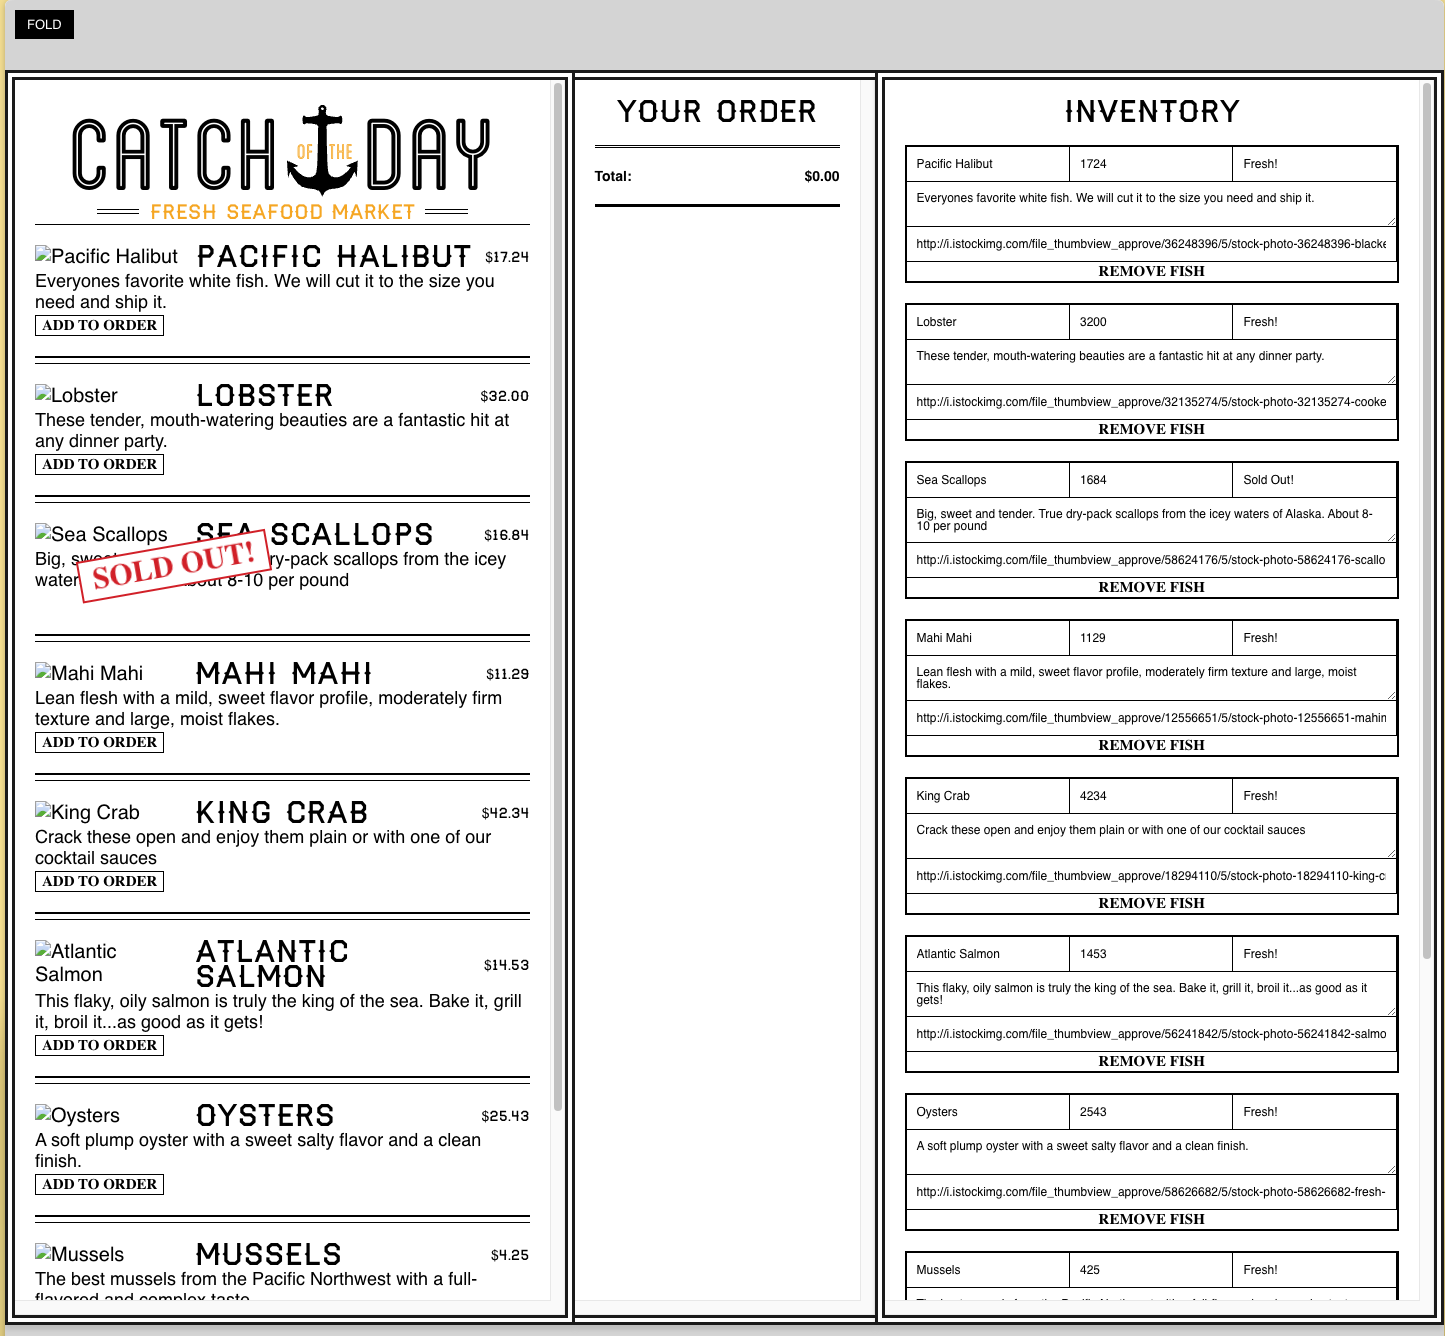 FOLD
CATCH OF THE DAY
FRESH SEAFOOD MARKET
Pacific Halibut PACIFIC HALIBUT $17.24
Everyones favorite white fish. We will cut it to the size you
need and ship it.
ADD TO ORDER
Lobster LOBSTER $32.00
These tender, mouth-watering beauties are a fantastic hit at
any dinner party.
ADD TO ORDER
Sea Scallops SEA SCALLOPS $16.84
Big, ry-pack scallops from the icey
8-10 per pound
SOLD OUT!
Mahi Mahi MAHI MAHI $11.29
Lean flesh with a mild, sweet flavor profile, moderately firm
texture and large, moist flakes.
ADD TO ORDER
King Crab KING CRAB $42.34
Crack these open and enjoy them plain or with one of our
cocktail sauces
ADD TO ORDER
Atlantic ATLANTIC
Salmon SALMON $14.53
This flaky, oily salmon is truly the king of the sea. Bake it, grill
it, broil it...as good as it gets!
ADD TO ORDER
Oysters OYSTERS $25.43
A soft plump oyster with a sweet salty flavor and a clean
finish.
ADD TO ORDER
Mussels MUSSELS $4.25
The best mussels from the Pacific Northwest with a full-
flavored and complex taste.
YOUR ORDER
Total: $0.00
INVENTORY
Pacific Halibut 1724 Fresh!
Everyones favorite white fish. We will cut it to the size you need and ship it.
http://i.istockimg.com/file_thumbview_approve/36248396/5/stock-photo-36248396-blacke
REMOVE FISH
Lobster 3200 Fresh!
These tender, mouth-watering beauties are a fantastic hit at any dinner party.
http://i.istockimg.com/file_thumbview_approve/32135274/5/stock-photo-32135274-cooke
REMOVE FISH
Sea Scallops 1684 Sold Out!
Big, sweet and tender. True dry-pack scallops from the icey waters of Alaska. About 8-
10 per pound
http://i.istockimg.com/file_thumbview_approve/58624176/5/stock-photo-58624176-scallo
REMOVE FISH
Mahi Mahi 1129 Fresh!
Lean flesh with a mild, sweet flavor profile, moderately firm texture and large, moist
flakes.
http://i.istockimg.com/file_thumbview_approve/12556651/5/stock-photo-12556651-mahim
REMOVE FISH
King Crab 4234 Fresh!
Crack these open and enjoy them plain or with one of our cocktail sauces
http://i.istockimg.com/file_thumbview_approve/18294110/5/stock-photo-18294110-king-c
REMOVE FISH
Atlantic Salmon 1453 Fresh!
This flaky, oily salmon is truly the king of the sea. Bake it, grill it, broil it...as good as it
gets!
http://i.istockimg.com/file_thumbview_approve/56241842/5/stock-photo-56241842-salmo
REMOVE FISH
Oysters 2543 Fresh!
A soft plump oyster with a sweet salty flavor and a clean finish.
http://i.istockimg.com/file_thumbview_approve/58626682/5/stock-photo-58626682-fresh-
REMOVE FISH
Mussels 425 Fresh!